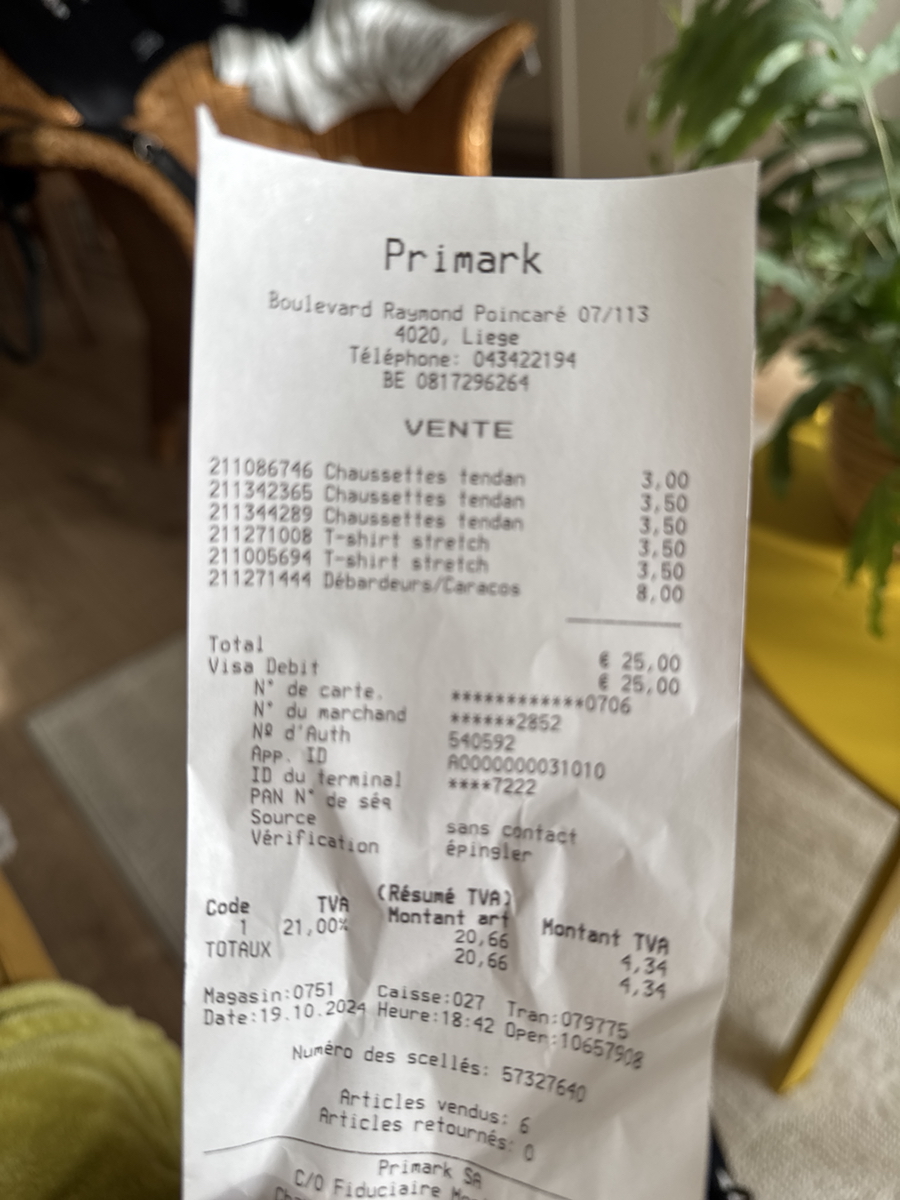 Primark
Boulevard Raymond Poincaré 07/113
4020, Liege
Téléphone: 043422194
BE 0817296264
VENTE
211086746 Chaussettes tendan 3,00
211342365 Chaussettes tendan 3,50
211344289 Chaussettes tendan 3,50
211271008 T-shirt stretch 3,50
211005694 T-shirt stretch 3,50
211271444 Débardeurs/Caracos 8,00
Total € 25,00
Visa Debit € 25,00
N° de carte. ************0706
N° du marchand ******2852
Nº d'Auth 540592
App. ID A0000000031010
ID du terminal ****7222
PAN N° de séq
Source sans contact
Vérification épingler
(Résumé TVA)
Code TVA Montant art Montant TVA
1 21,00% 20,66 4,34
TOTAUX 20,66 4,34
Magasin:0751 Caisse:027 Tran:079775
Date:19.10.2024 Heure:18:42 Oper:10657908
Numéro des scellés: 57327640
Articles vendus: 6
Articles retournés: 0
Primark SA
C/O Fiduciaire